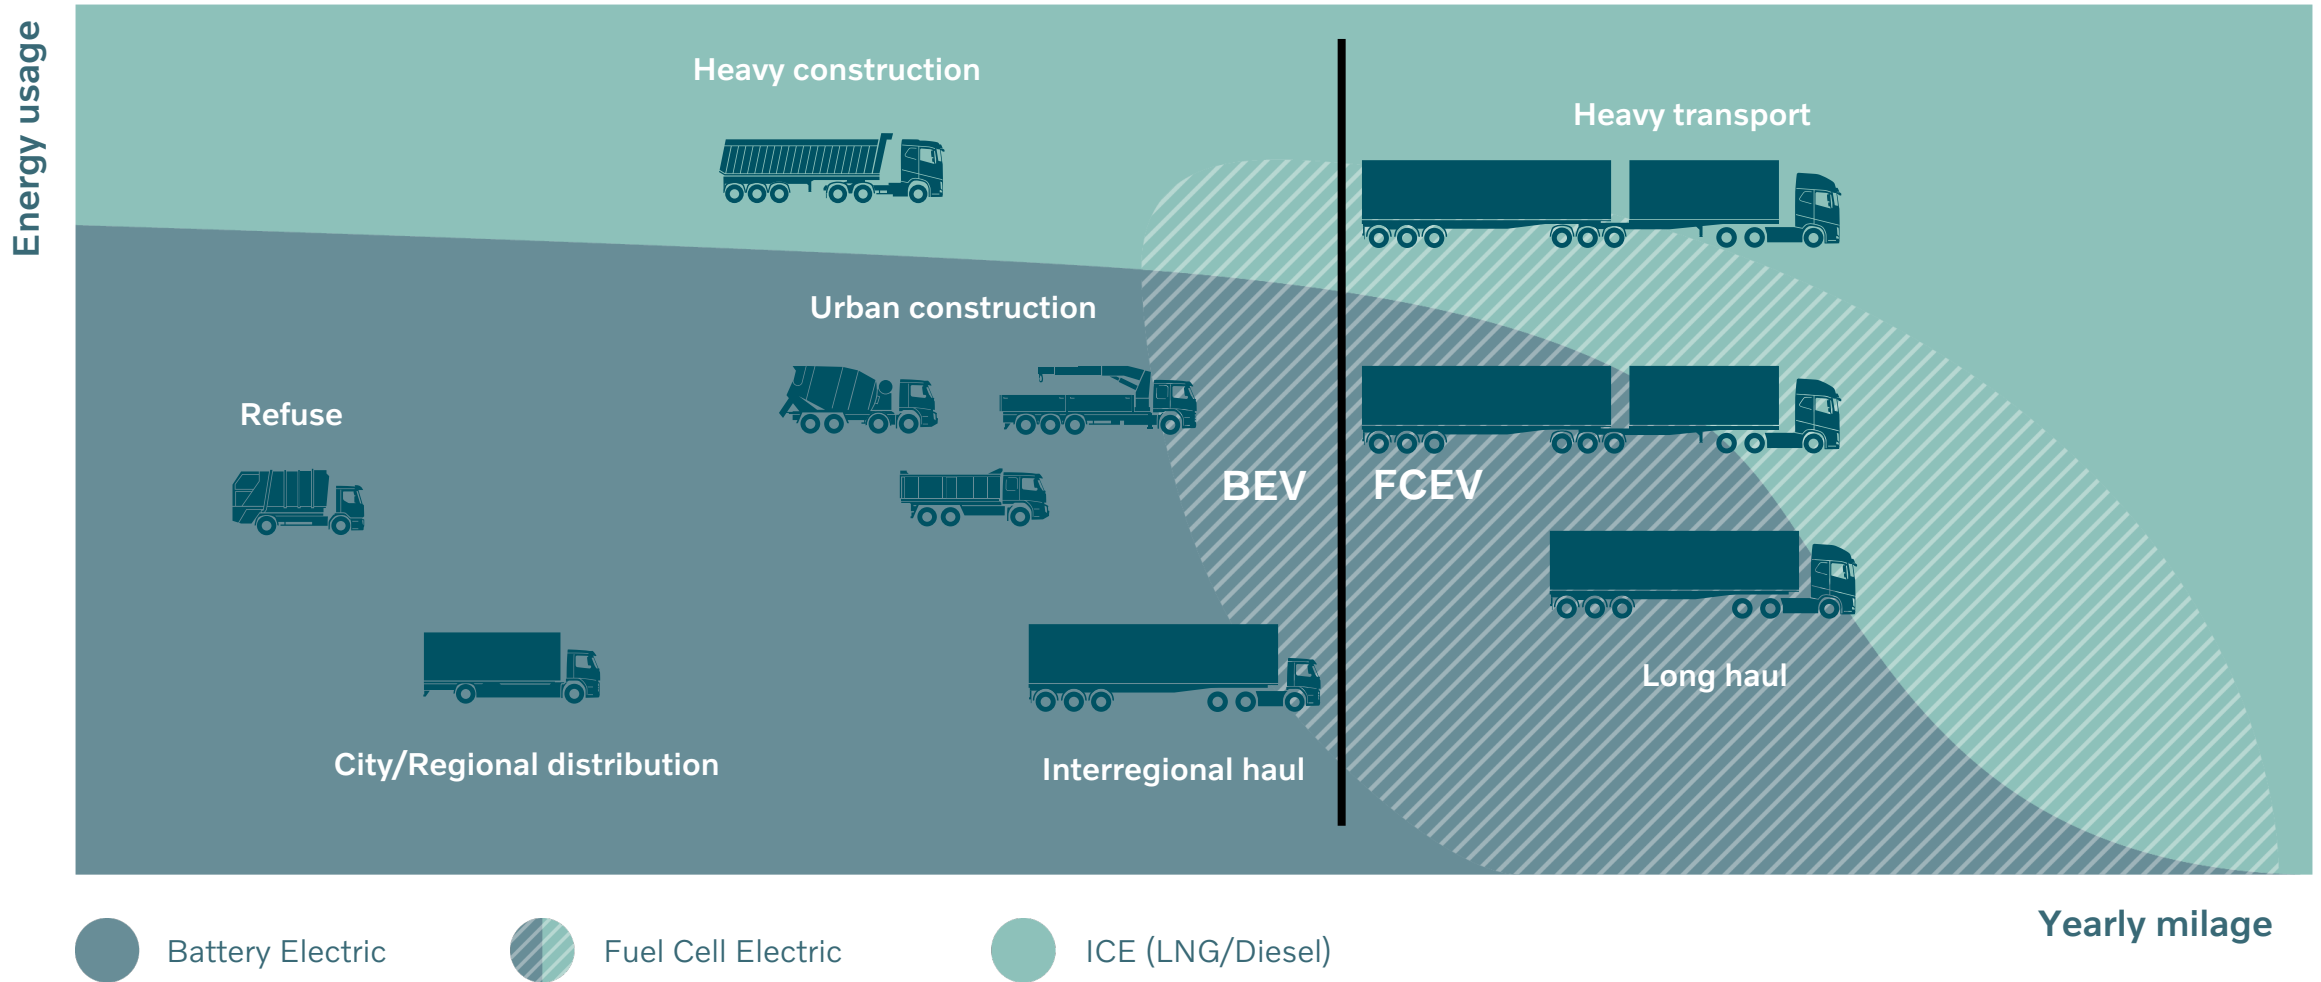 Energy usage
Heavy construction
Heavy transport
Urban construction
Refuse
BEV
FCEV
Long haul
City/Regional distribution
Interregional haul
Yearly milage
Battery Electric
Fuel Cell Electric
ICE (LNG/Diesel)